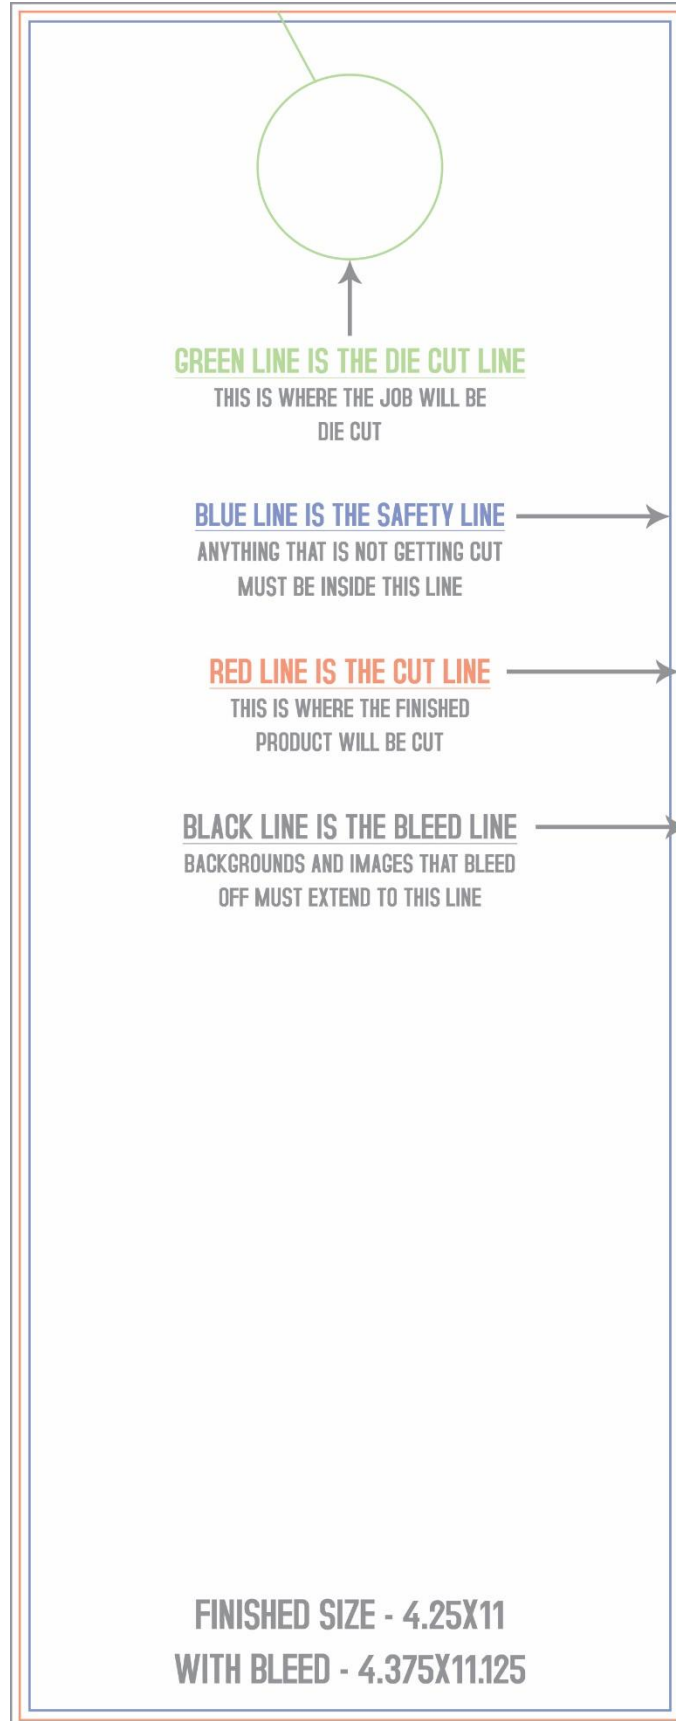 GREEN LINE IS THE DIE CUT LINE
THIS IS WHERE THE JOB WILL BE
DIE CUT
BLUE LINE IS THE SAFETY LINE
ANYTHING THAT IS NOT GETTING CUT
MUST BE INSIDE THIS LINE
RED LINE IS THE CUT LINE
THIS IS WHERE THE FINISHED
PRODUCT WILL BE CUT
BLACK LINE IS THE BLEED LINE
BACKGROUNDS AND IMAGES THAT BLEED
OFF MUST EXTEND TO THIS LINE
FINISHED SIZE - 4.25X11
WITH BLEED - 4.375X11.125